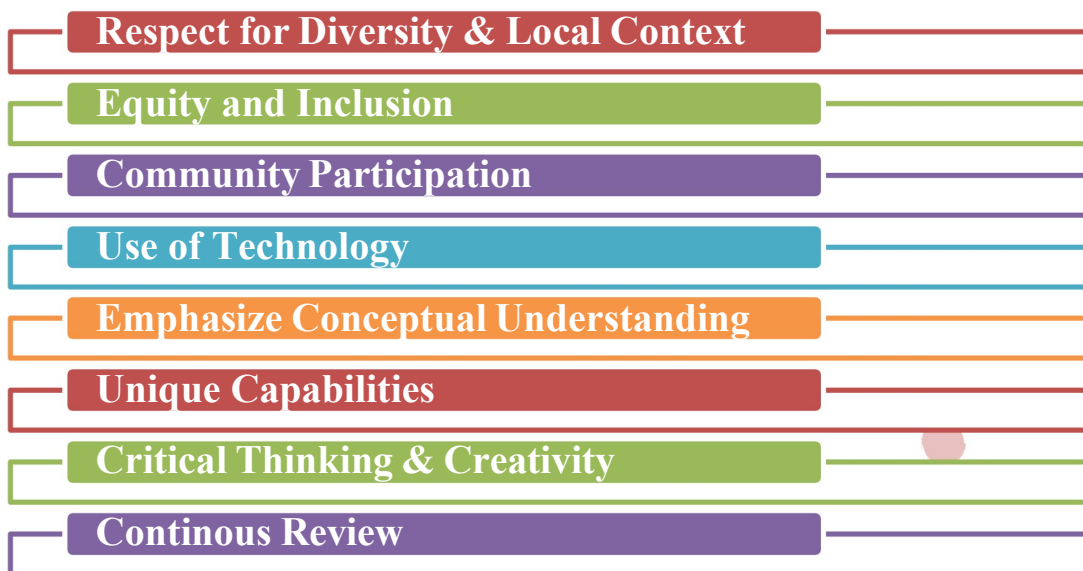 Respect for Diversity & Local Context
Equity and Inclusion
Community Participation
Use of Technology
Emphasize Conceptual Understanding
Unique Capabilities
Critical Thinking & Creativity
Continous Review